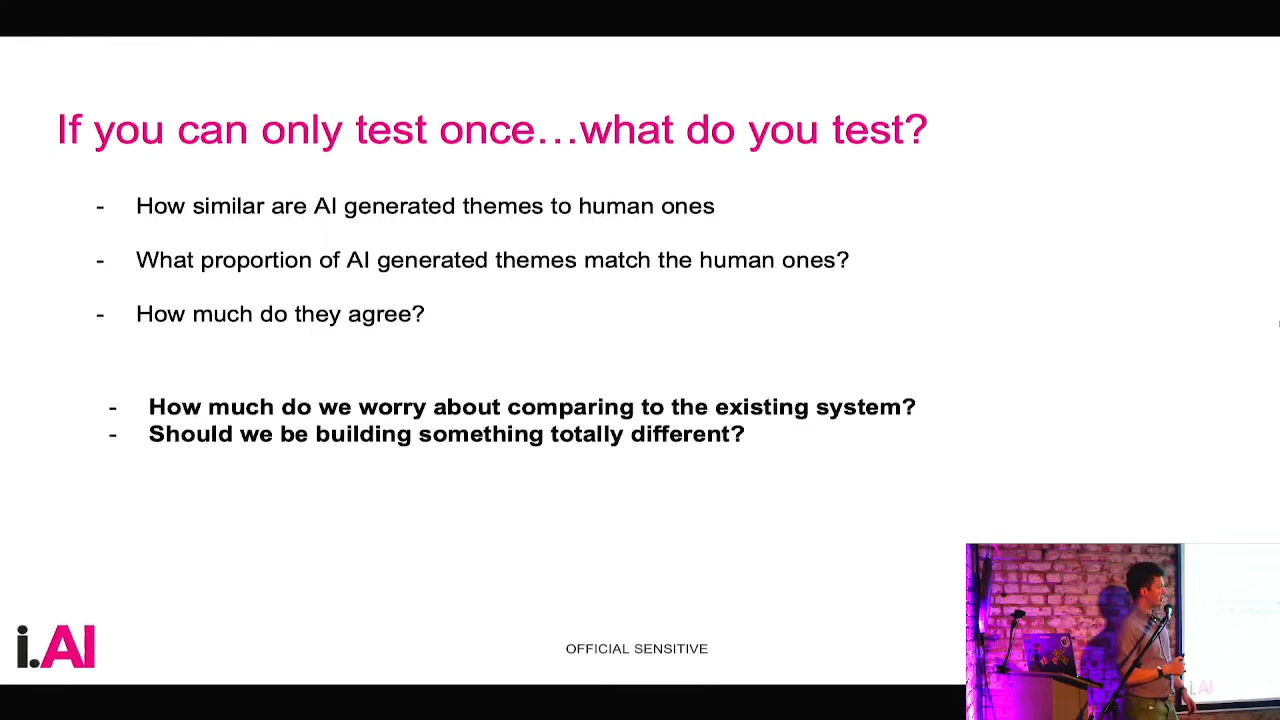 If you can only test once…what do you test?
- How similar are AI generated themes to human ones
- What proportion of AI generated themes match the human ones?
- How much do they agree?
- How much do we worry about comparing to the existing system?
- Should we be building something totally different?
i.AI
OFFICIAL SENSITIVE
i.AI